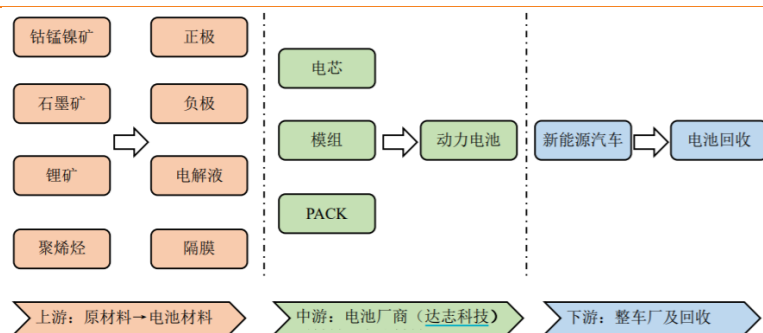 钴锰镍矿
正极
石墨矿
负极
锂矿
电解液
聚烯烃
隔膜
电芯
模组
PACK
动力电池
新能源汽车
电池回收
上游：原材料→电池材料
中游：电池厂商（达志科技）
下游：整车厂及回收